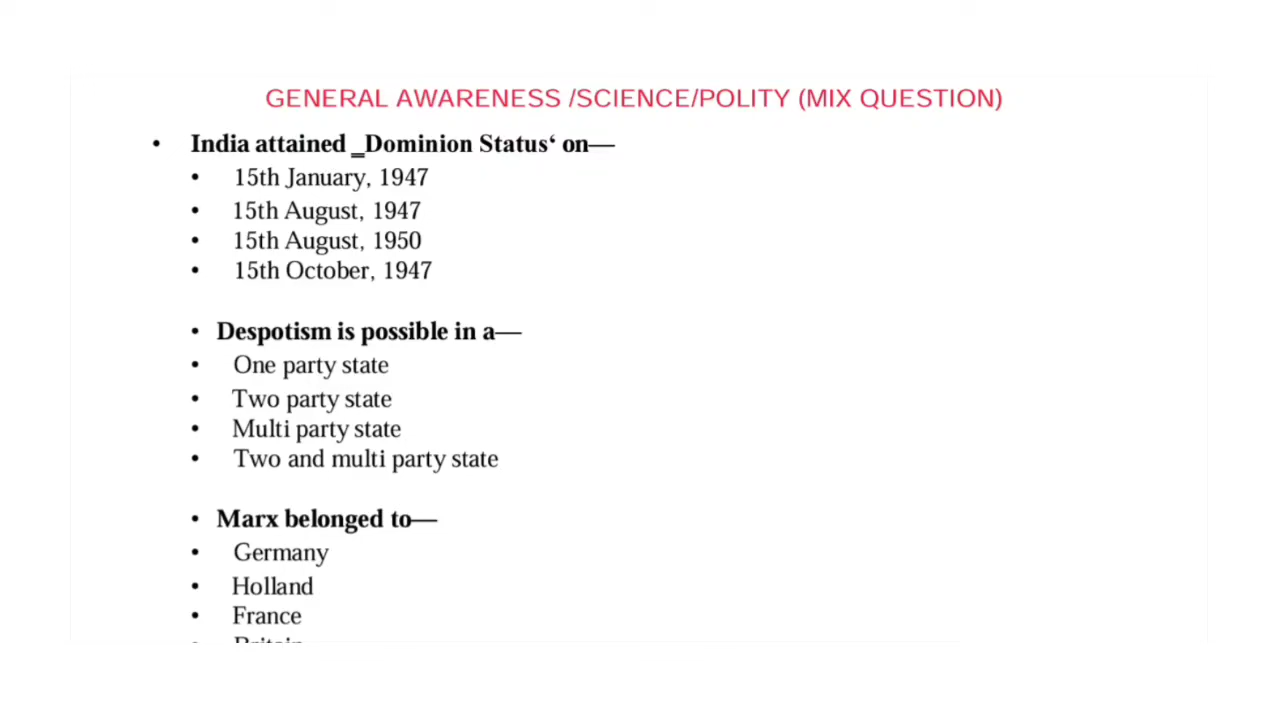 GENERAL AWARENESS /SCIENCE/POLITY (MIX QUESTION)
• India attained ‗Dominion Status‘ on—
• 15th January, 1947
• 15th August, 1947
• 15th August, 1950
• 15th October, 1947
• Despotism is possible in a—
• One party state
• Two party state
• Multi party state
• Two and multi party state
• Marx belonged to—
• Germany
• Holland
• France
• Britain